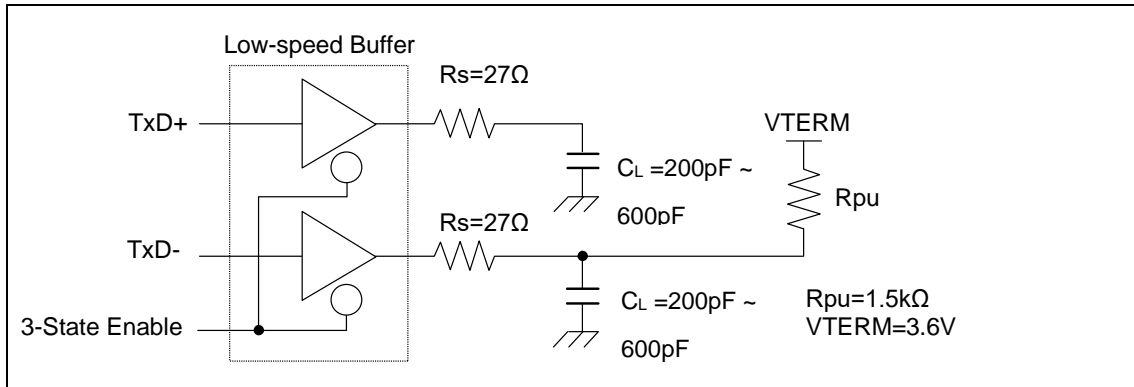 Low-speed Buffer
Rs=27Ω
TxD+
VTERM
CL =200pF ~
600pF
Rpu
Rs=27Ω
TxD-
CL =200pF ~
600pF
Rpu=1.5kΩ
VTERM=3.6V
3-State Enable